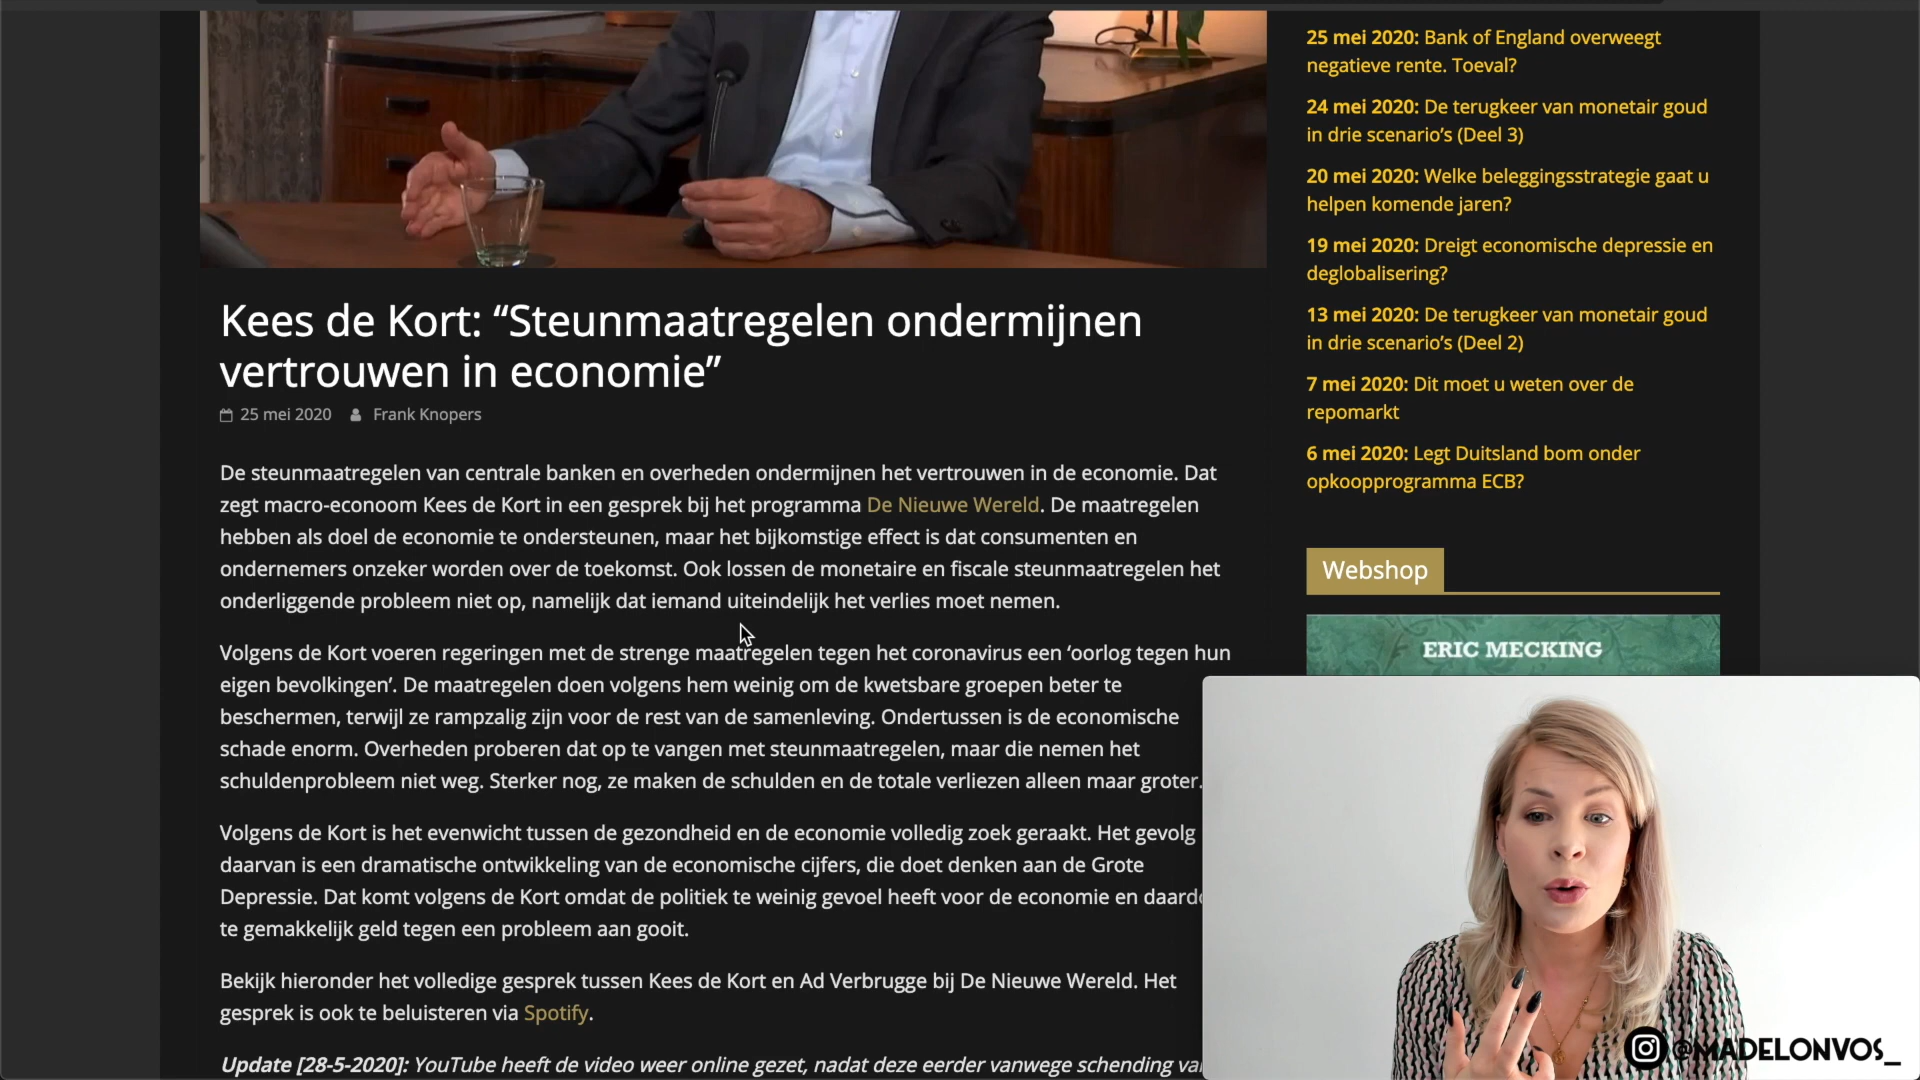 Kees de Kort: “Steunmaatregelen ondermijnen
vertrouwen in economie”
25 mei 2020 Frank Knopers
De steunmaatregelen van centrale banken en overheden ondermijnen het vertrouwen in de economie. Dat
zegt macro-econoom Kees de Kort in een gesprek bij het programma De Nieuwe Wereld. De maatregelen
hebben als doel de economie te ondersteunen, maar het bijkomstige effect is dat consumenten en
ondernemers onzeker worden over de toekomst. Ook lossen de monetaire en fiscale steunmaatregelen het
onderliggende probleem niet op, namelijk dat iemand uiteindelijk het verlies moet nemen.
Volgens de Kort voeren regeringen met de strenge maatregelen tegen het coronavirus een ‘oorlog tegen hun
eigen bevolkingen’. De maatregelen doen volgens hem weinig om de kwetsbare groepen beter te
beschermen, terwijl ze rampzalig zijn voor de rest van de samenleving. Ondertussen is de economische
schade enorm. Overheden proberen dat op te vangen met steunmaatregelen, maar die nemen het
schuldenprobleem niet weg. Sterker nog, ze maken de schulden en de totale verliezen alleen maar groter.
Volgens de Kort is het evenwicht tussen de gezondheid en de economie volledig zoek geraakt. Het gevolg
daarvan is een dramatische ontwikkeling van de economische cijfers, die doet denken aan de Grote
Depressie. Dat komt volgens de Kort omdat de politiek te weinig gevoel heeft voor de economie en
te gemakkelijk geld tegen een probleem aan gooit.
Bekijk hieronder het volledige gesprek tussen Kees de Kort en Ad Verbrugge bij De Nieuwe Wereld. Het
gesprek is ook te beluisteren via Spotify.
Update [28-5-2020]: YouTube heeft de video weer online gezet, nadat deze eerder vanwege schending
25 mei 2020: Bank of England overweegt
negatieve rente. Toeval?
24 mei 2020: De terugkeer van monetair goud
in drie scenario’s (Deel 3)
20 mei 2020: Welke beleggingsstrategie gaat u
helpen komende jaren?
19 mei 2020: Dreigt economische depressie en
deglobalisering?
13 mei 2020: De terugkeer van monetair goud
in drie scenario’s (Deel 2)
7 mei 2020: Dit moet u weten over de
repomarkt
6 mei 2020: Legt Duitsland bom onder
opkoopprogramma ECB?
Webshop
ERIC MECKING
@MADELONVOS_